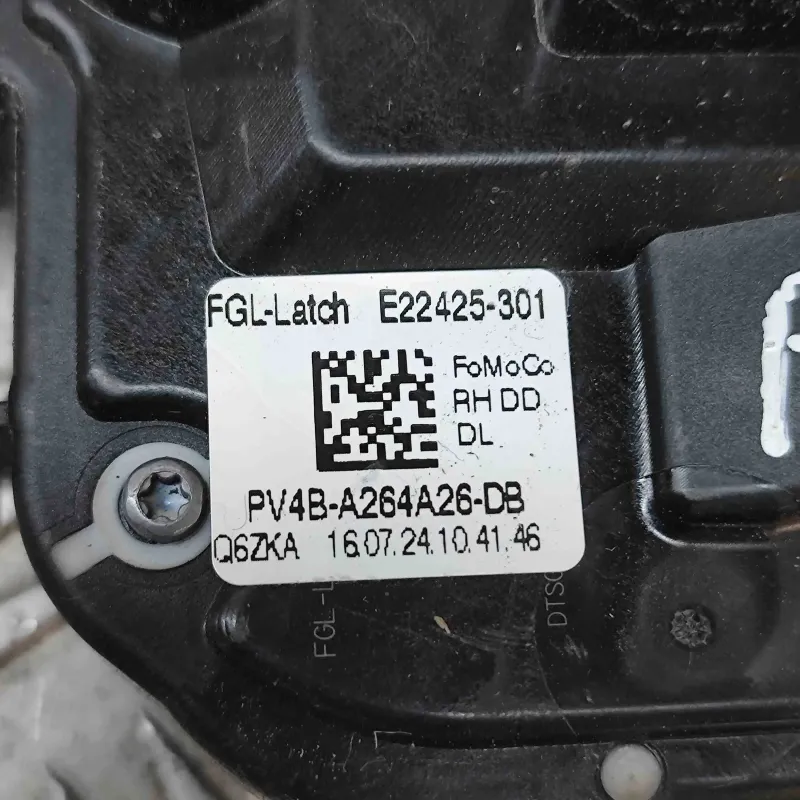 FGL-Latch E22425-301
FoMoCo
RH DD
DL
PV4B-A264A26-DB
Q6ZKA 16.07.24.10.41.46